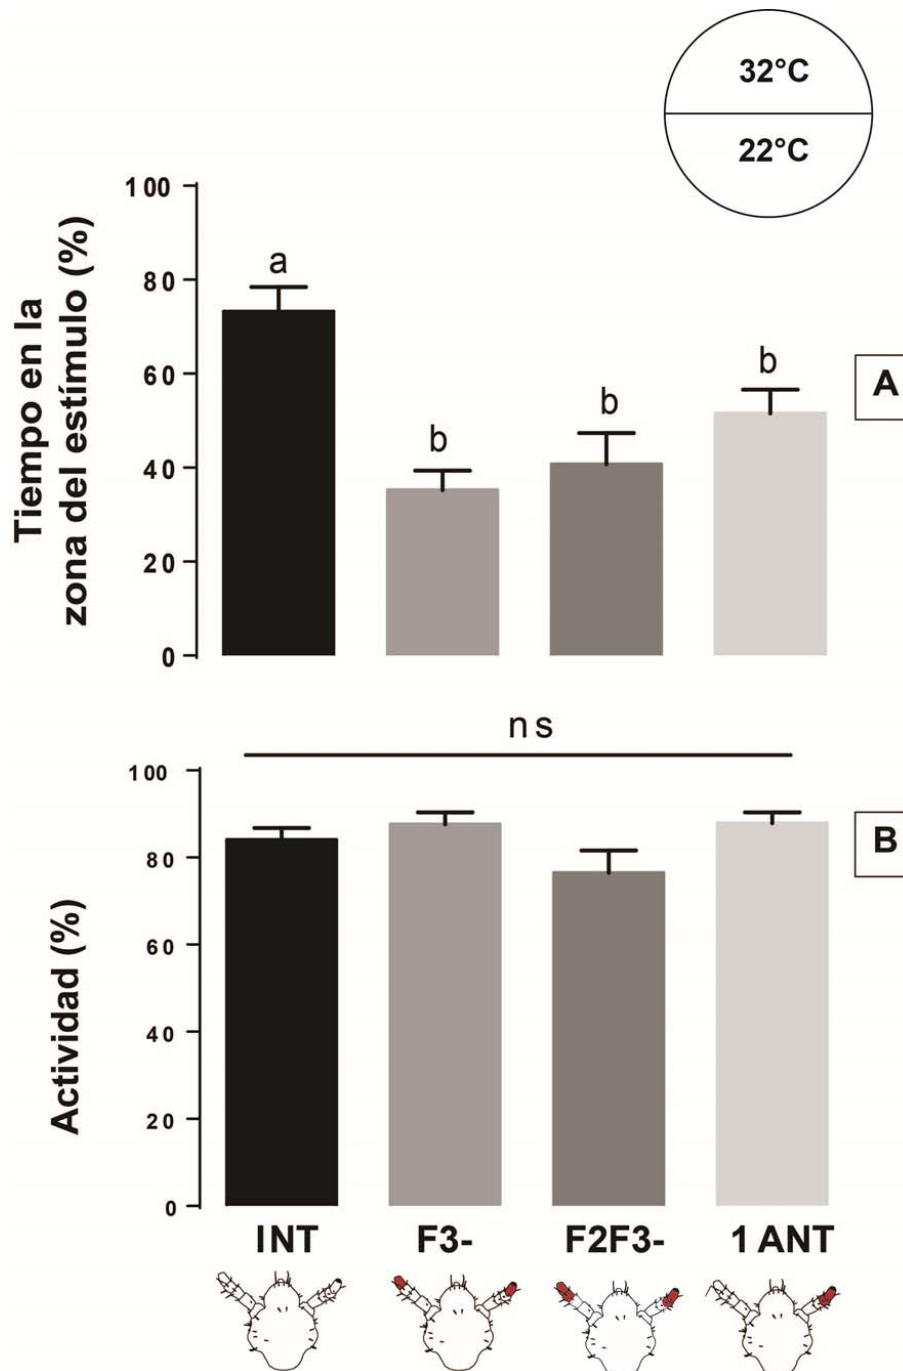 32°C
22°C
Tiempo en la
zona del estímulo (%)
100
80
60
40
20
0
a
b
b
b
A
ns
Actividad (%)
100
80
60
40
20
0
B
INT
F3-
F2F3-
1 ANT